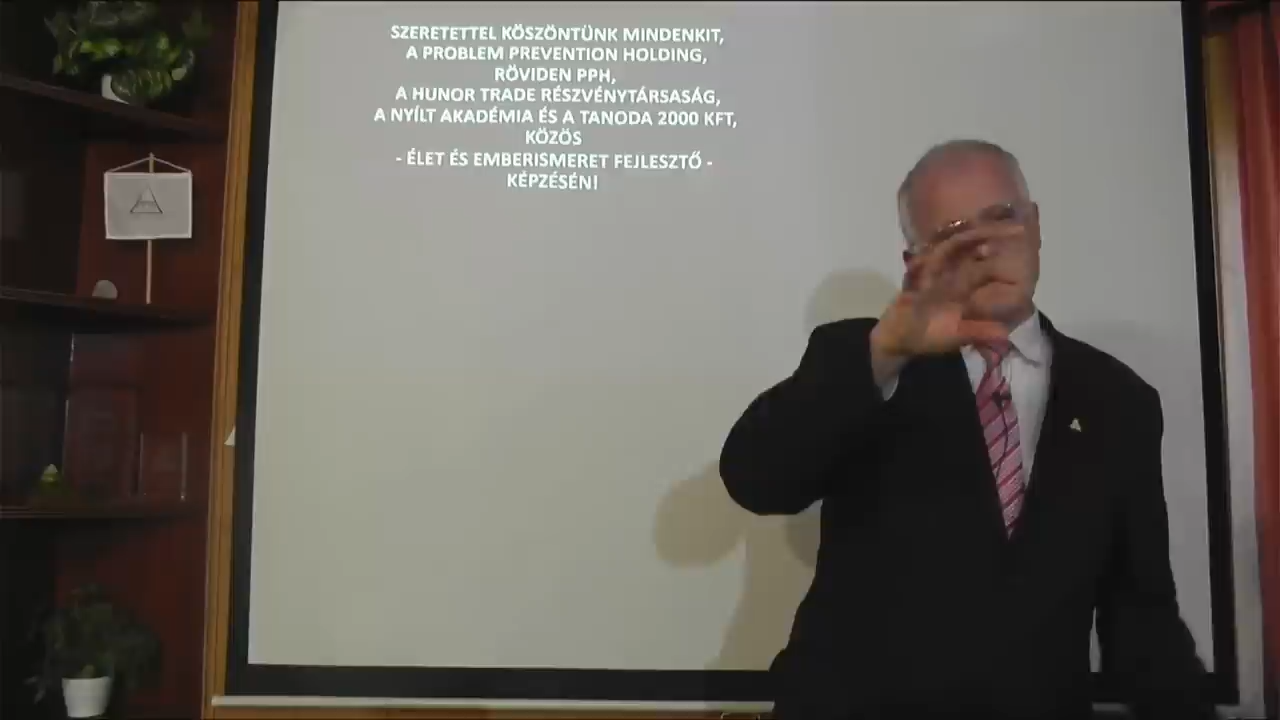 SZERETETTEL KÖSZÖNTÜNK MINDENKIT,
A PROBLEM PREVENTION HOLDING,
RÖVIDEN PPH,
A HUNOR TRADE RÉSZVÉNYTÁRSASÁG,
A NYÍLT AKADÉMIA ÉS A TANODA 2000 KFT,
KÖZÖS
- ÉLET ÉS EMBERISMERET FEJLESZTŐ -
KÉPZÉSÉN!